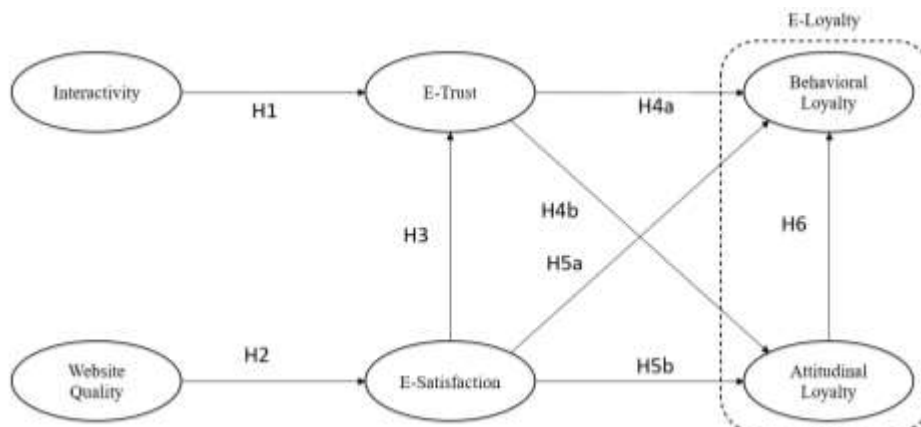 E-Loyalty
Interactivity
H1
E-Trust
H4a
Behavioral
Loyalty
H3
H4b
H5a
H6
Website
Quality
H2
E-Satisfaction
H5b
Attitudinal
Loyalty